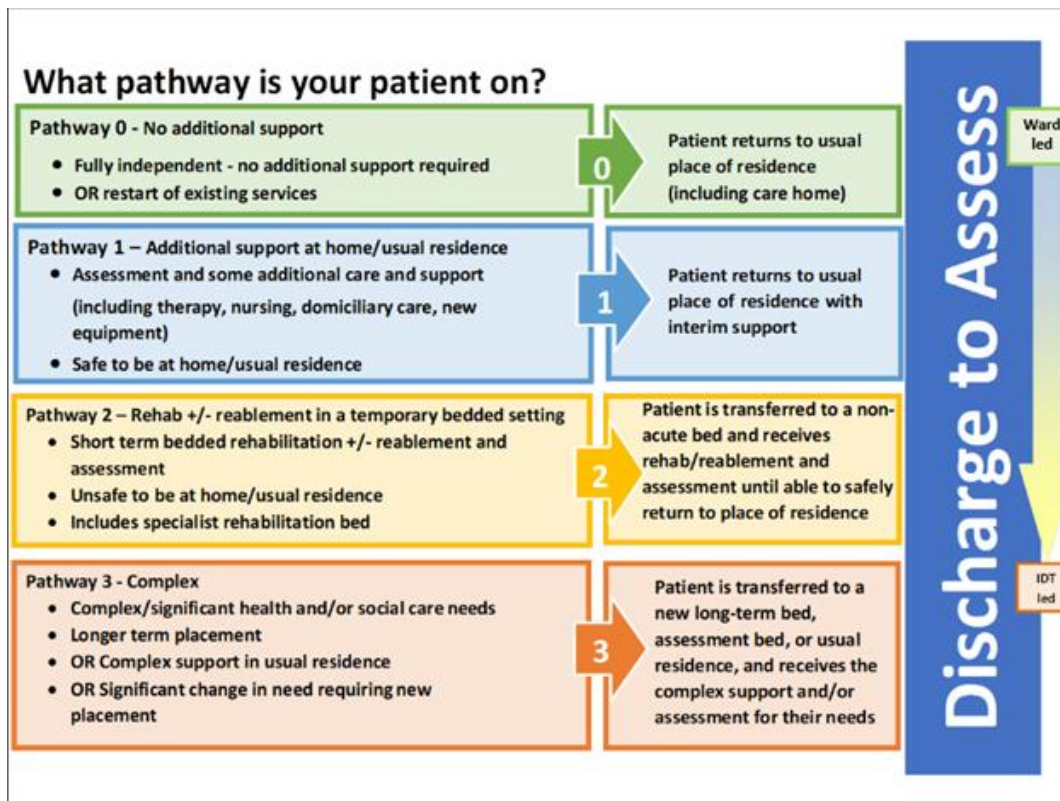 What pathway is your patient on?
Pathway 0 - No additional support
• Fully independent - no additional support required
• OR restart of existing services
0
Patient returns to usual
place of residence
(including care home)
Pathway 1 – Additional support at home/usual residence
• Assessment and some additional care and support
(including therapy, nursing, domiciliary care, new
equipment)
• Safe to be at home/usual residence
1
Patient returns to usual
place of residence with
interim support
Pathway 2 – Rehab +/- reablement in a temporary bedded setting
• Short term bedded rehabilitation +/- reablement and
assessment
• Unsafe to be at home/usual residence
• Includes specialist rehabilitation bed
2
Patient is transferred to a non-
acute bed and receives
rehab/reablement and
assessment until able to safely
return to place of residence
Pathway 3 - Complex
• Complex/significant health and/or social care needs
• Longer term placement
• OR Complex support in usual residence
• OR Significant change in need requiring new
placement
3
Patient is transferred to a
new long-term bed,
assessment bed, or usual
residence, and receives the
complex support and/or
assessment for their needs
Discharge to Assess
Ward
led
IDT
led